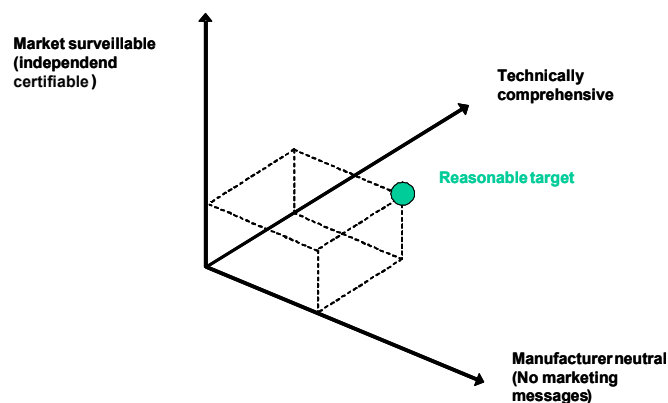 Market surveillable
(independend
certifiable )
Technically
comprehensive
Reasonable target
Manufacturer neutral
(No marketing
messages)